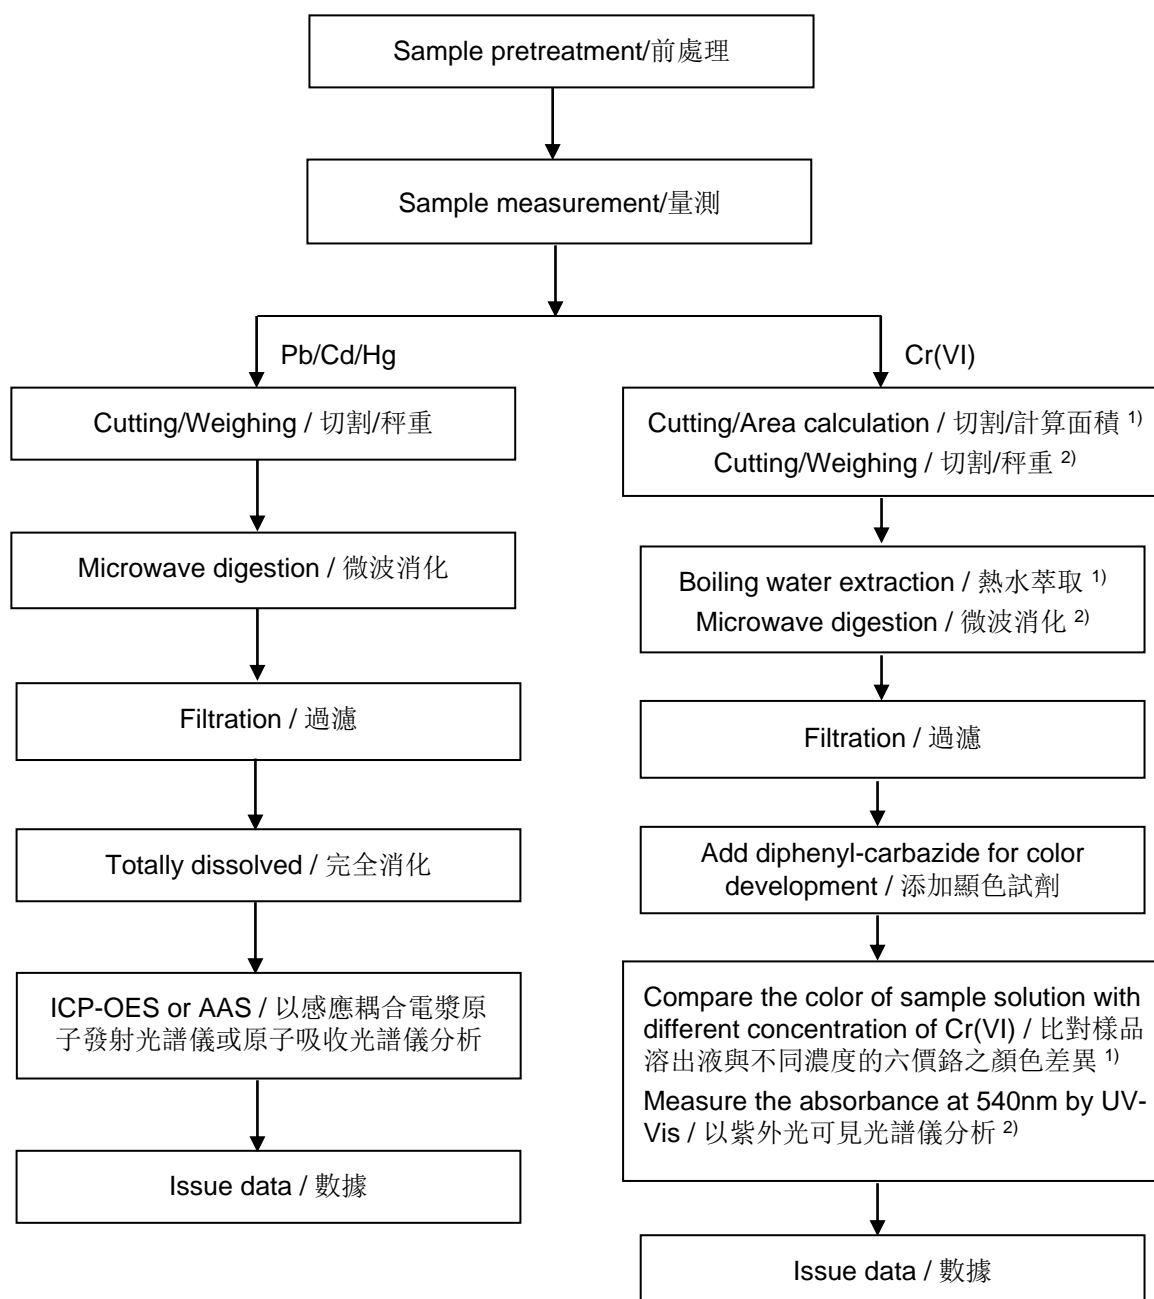 Sample pretreatment/前處理
Sample measurement/量測
Pb/Cd/Hg
Cutting/Weighing / 切割/秤重
Microwave digestion / 微波消化
Filtration / 過濾
Totally dissolved / 完全消化
ICP-OES or AAS / 以感應耦合電漿原
子發射光譜儀或原子吸收光譜儀分析
Issue data / 數據
Cr(VI)
Cutting/Area calculation / 切割/計算面積 1)
Cutting/Weighing / 切割/秤重 2)
Boiling water extraction / 熱水萃取 1)
Microwave digestion / 微波消化 2)
Filtration / 過濾
Add diphenyl-carbazide for color
development / 添加顯色試劑
Compare the color of sample solution with
different concentration of Cr(VI) / 比對樣品
溶出液與不同濃度的六價鉻之顏色差異 1)
Measure the absorbance at 540nm by UV-
Vis / 以紫外光可見光譜儀分析 2)
Issue data / 數據